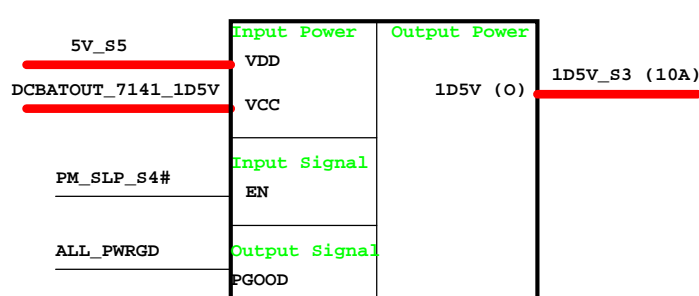 Input Power
Output Power
5V_S5
VDD
DCBATOUT_7141_1D5V
VCC
1D5V (O)
1D5V_S3 (10A)
Input Signal
PM_SLP_S4#
EN
ALL_PWRGD
Output Signal
PGOOD